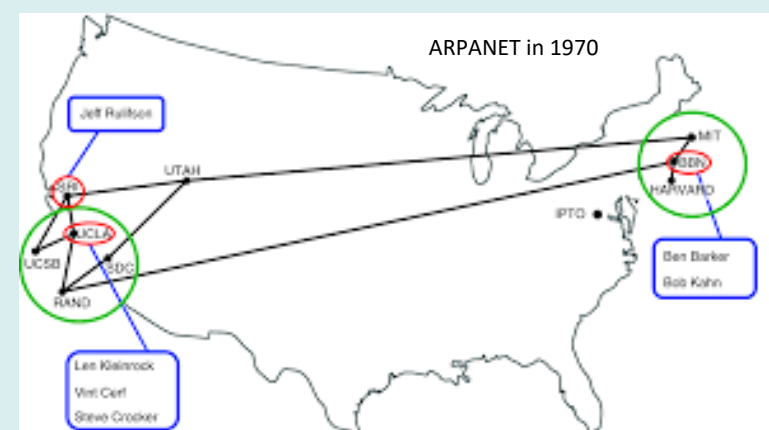 ARPANET in 1970
Jeff Rulifson
MIT
UTAH
BBN
SRI
HARVARD
IPTO
UCLA
UCSB
SDC
RAND
Ben Barker
Bob Kahn
Len Kleinrock
Vint Cerf
Steve Crocker